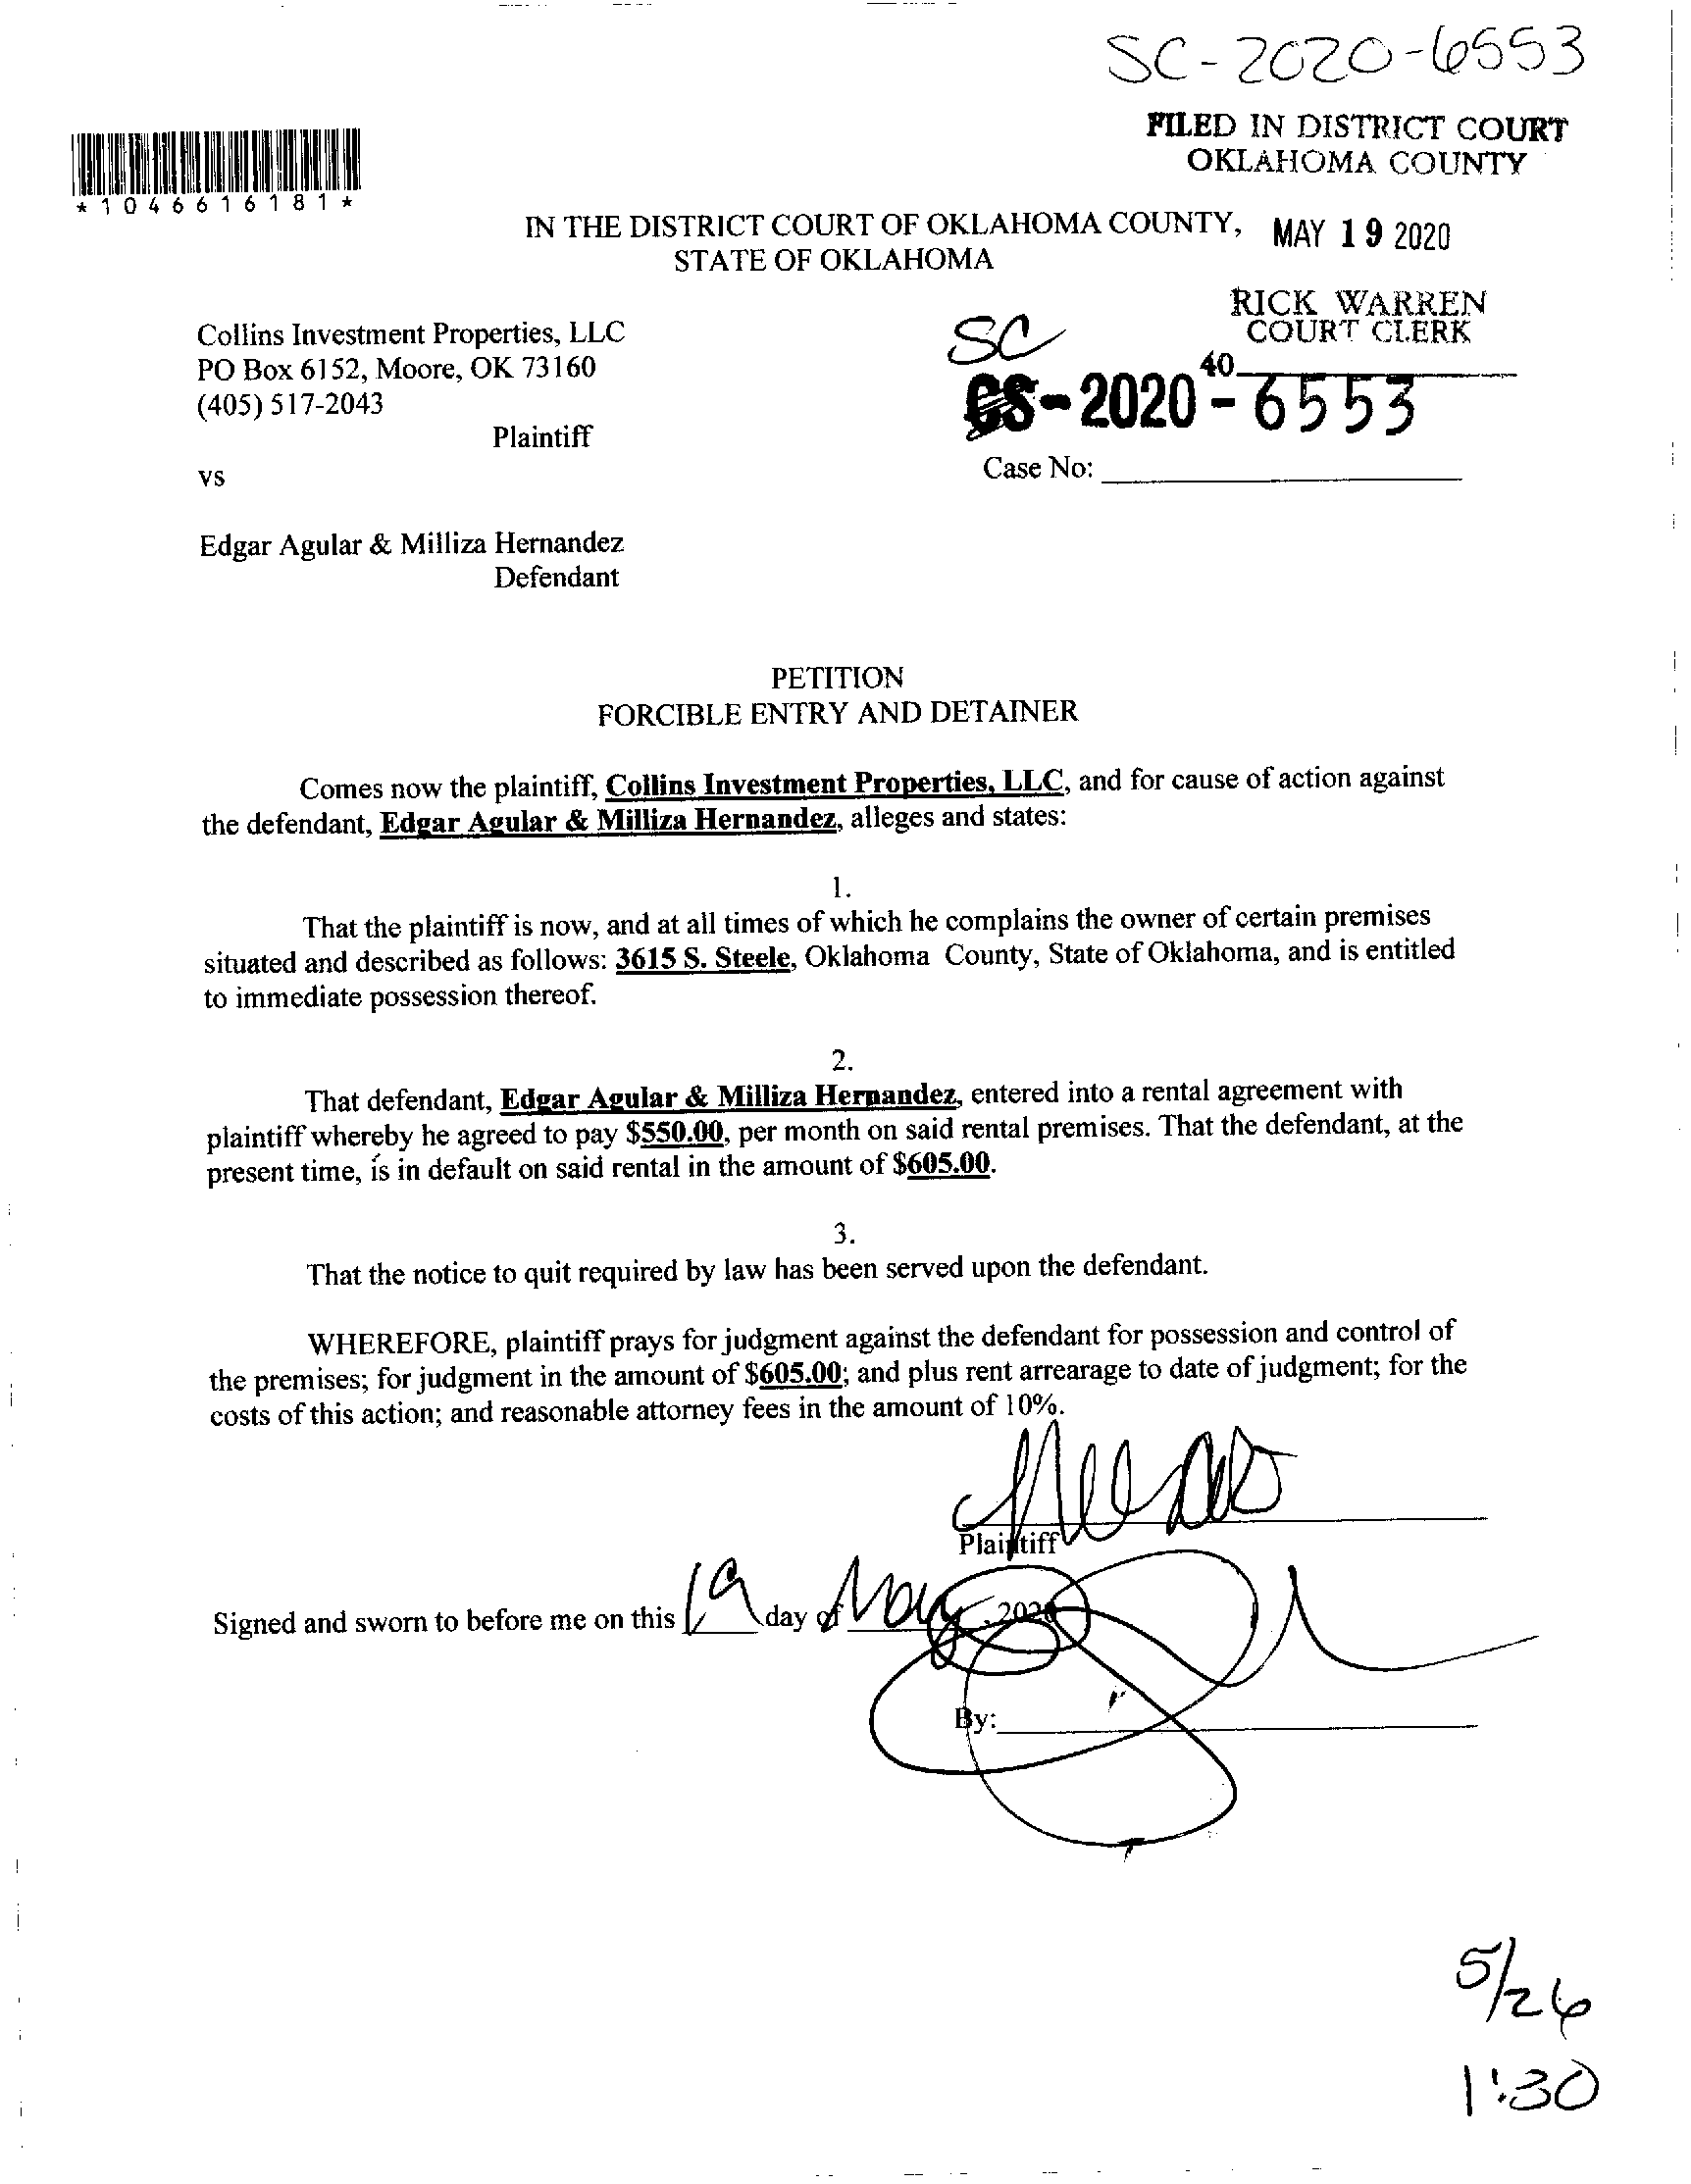 SC-2020-6553
FILED IN DISTRICT COURT
OKLAHOMA COUNTY
*1046616181*
IN THE DISTRICT COURT OF OKLAHOMA COUNTY,
STATE OF OKLAHOMA
MAY 19 2020
RICK WARREN
COURT CLERK
40
Collins Investment Properties, LLC
PO Box 6152, Moore, OK 73160
(405) 517-2043
Plaintiff
SC
CS-2020-6553
vs
Case No:
Edgar Agular & Milliza Hernandez
Defendant
PETITION
FORCIBLE ENTRY AND DETAINER
Comes now the plaintiff, Collins Investment Properties, LLC, and for cause of action against
the defendant, Edgar Agular & Milliza Hernandez, alleges and states:
1.
That the plaintiff is now, and at all times of which he complains the owner of certain premises
situated and described as follows: 3615 S. Steele, Oklahoma County, State of Oklahoma, and is entitled
to immediate possession thereof.
2.
That defendant, Edgar Agular & Milliza Hernandez, entered into a rental agreement with
plaintiff whereby he agreed to pay $550.00, per month on said rental premises. That the defendant, at the
present time, is in default on said rental in the amount of $605.00.
3.
That the notice to quit required by law has been served upon the defendant.
WHEREFORE, plaintiff prays for judgment against the defendant for possession and control of
the premises; for judgment in the amount of $605.00; and plus rent arrearage to date of judgment; for the
costs of this action; and reasonable attorney fees in the amount of 10%.
Plaintiff
Signed and sworn to before me on this 19 day of May, 2020
By:
5/26
1:30